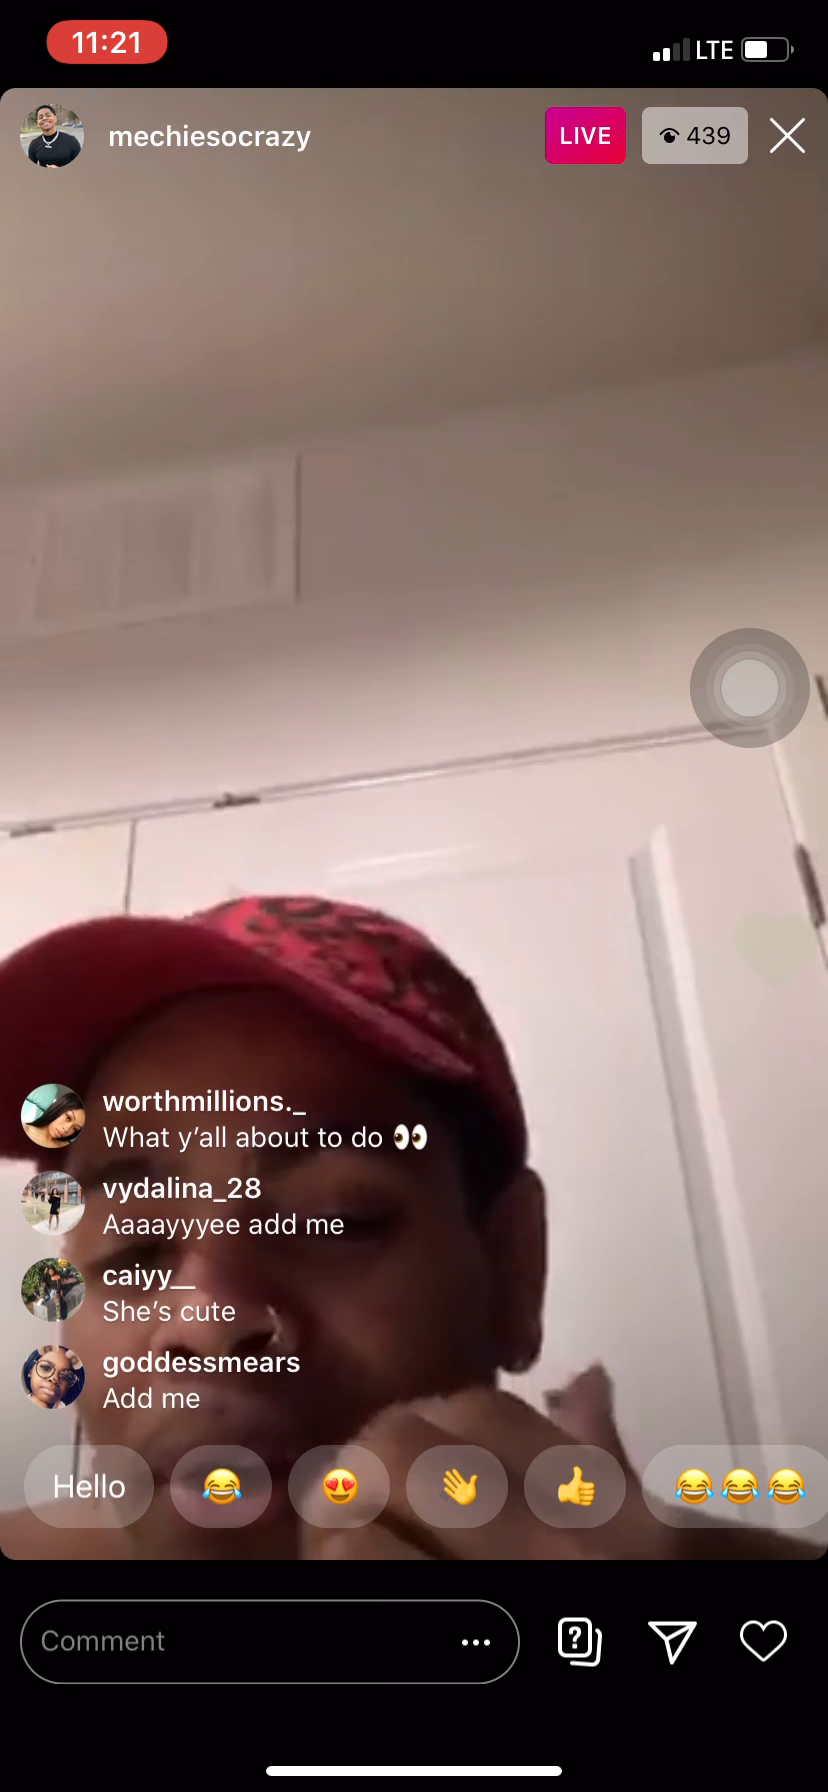 11:21
LTE
mechiesocrazy
LIVE
439
worthmillions._
What y’all about to do 👀
vydalina_28
Aaaayyyee add me
caiyy__
She’s cute
goddessmears
Add me
Hello 😂 😍 👋 👍 😂😂😂
Comment